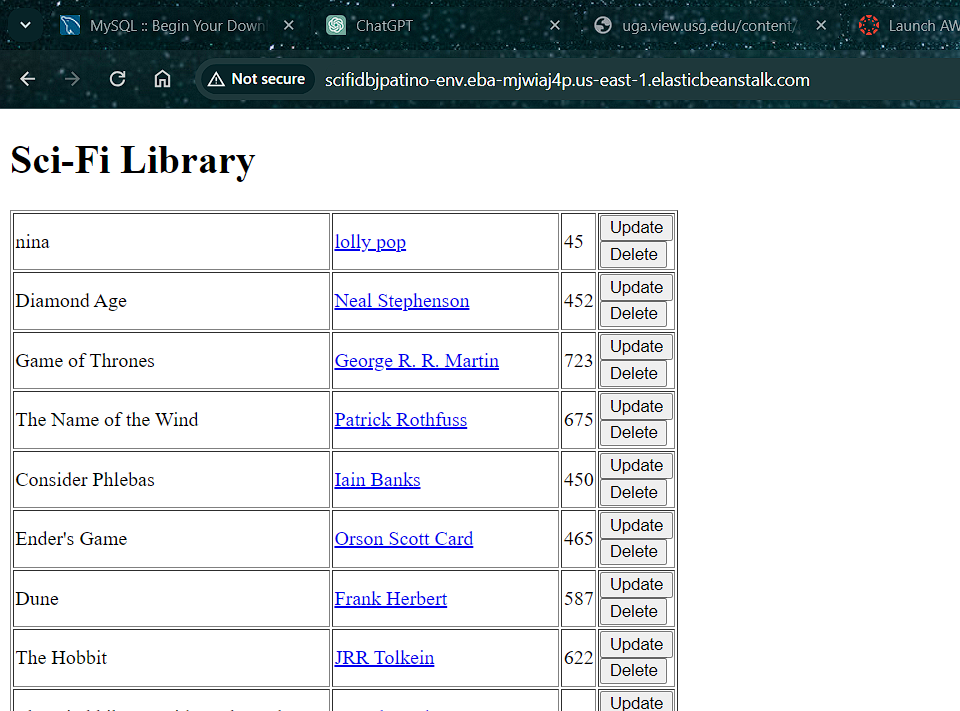 MySQL :: Begin Your Down
ChatGPT
uga.view.usg.edu/content/
Launch AW
Not secure
scifidbjpatino-env.eba-mjwiaj4p.us-east-1.elasticbeanstalk.com
Sci-Fi Library
nina lolly pop 45 Update
Delete
Diamond Age Neal Stephenson 452 Update
Delete
Game of Thrones George R. R. Martin 723 Update
Delete
The Name of the Wind Patrick Rothfuss 675 Update
Delete
Consider Phlebas Iain Banks 450 Update
Delete
Ender's Game Orson Scott Card 465 Update
Delete
Dune Frank Herbert 587 Update
Delete
The Hobbit JRR Tolkein 622 Update
Delete
Update